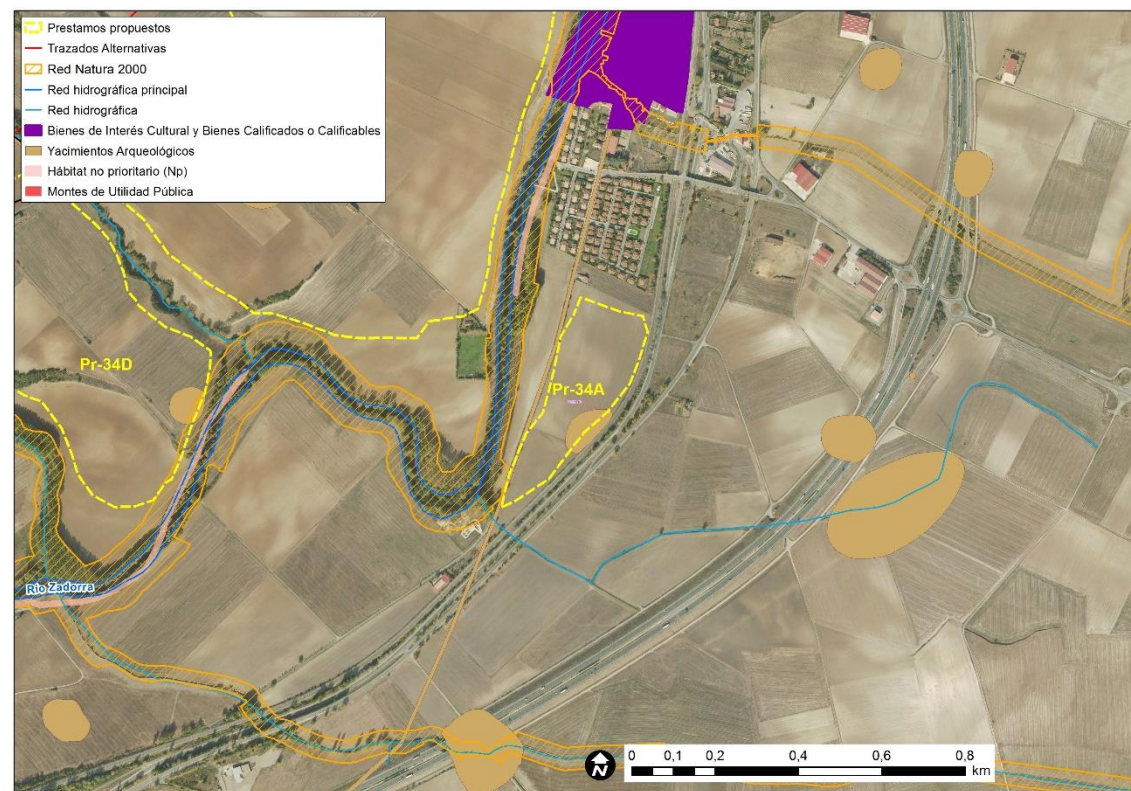 Prestamos propuestos
Trazados Alternativas
Red Natura 2000
Red hidrográfica principal
Red hidrográfica
Bienes de Interés Cultural y Bienes Calificados o Calificables
Yacimientos Arqueológicos
Hábitat no prioritario (Np)
Montes de Utilidad Pública
Pr-34D
Pr-34A
Río Zadorra
N
0 0,1 0,2 0,4 0,6 0,8
km